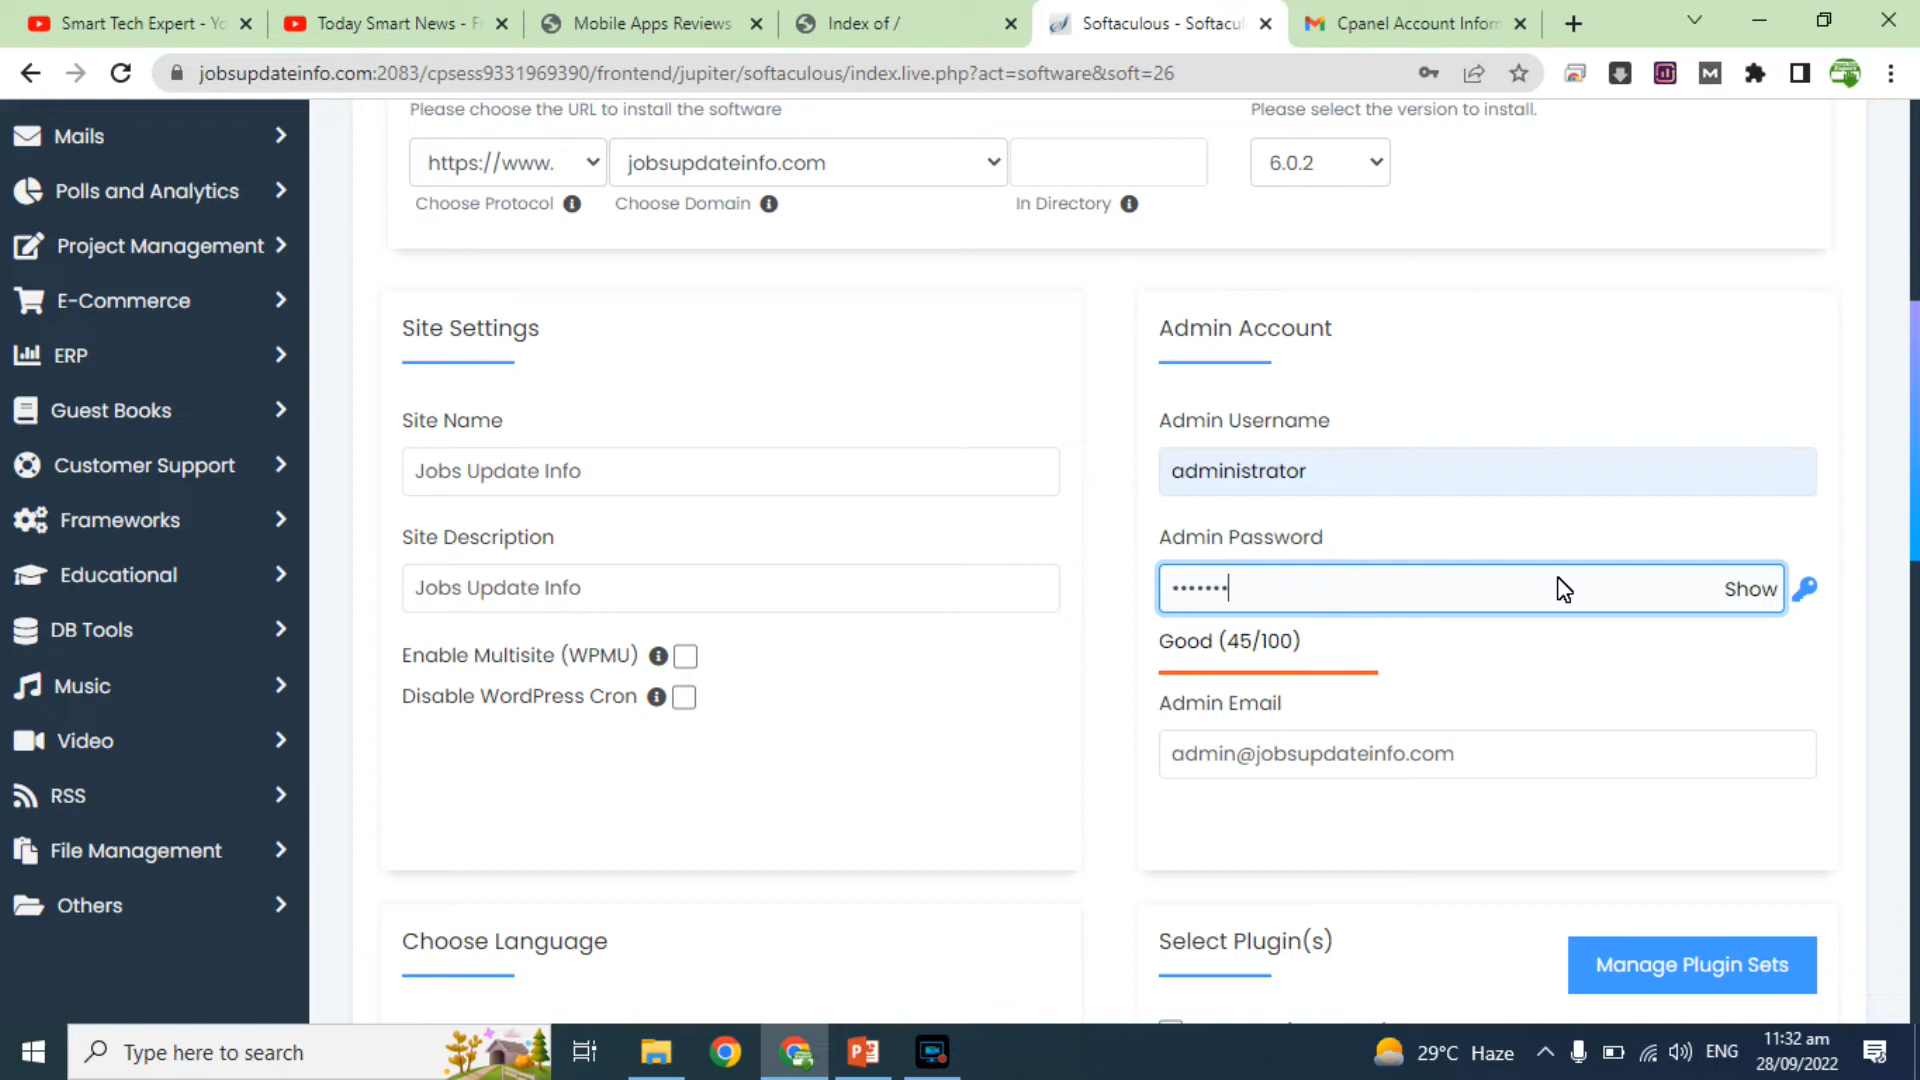 Smart Tech Expert - Yo
Today Smart News - F
Mobile Apps Reviews
Index of /
Softaculous - Softacul
Cpanel Account Inform
jobsupdateinfo.com:2083/cpsess9331969390/frontend/jupiter/softaculous/index.live.php?act=software&soft=26
Please choose the URL to install the software
Please select the version to install.
https://www.
jobsupdateinfo.com
6.0.2
Choose Protocol
Choose Domain
In Directory
Mails
Polls and Analytics
Project Management
E-Commerce
ERP
Guest Books
Customer Support
Frameworks
Educational
DB Tools
Music
Video
RSS
File Management
Others
Site Settings
Site Name
Jobs Update Info
Site Description
Jobs Update Info
Enable Multisite (WPMU)
Disable WordPress Cron
Admin Account
Admin Username
administrator
Admin Password
•••••••
Show
Good (45/100)
Admin Email
admin@jobsupdateinfo.com
Choose Language
Select Plugin(s)
Manage Plugin Sets
Type here to search
29°C Haze
ENG
11:32 am
28/09/2022